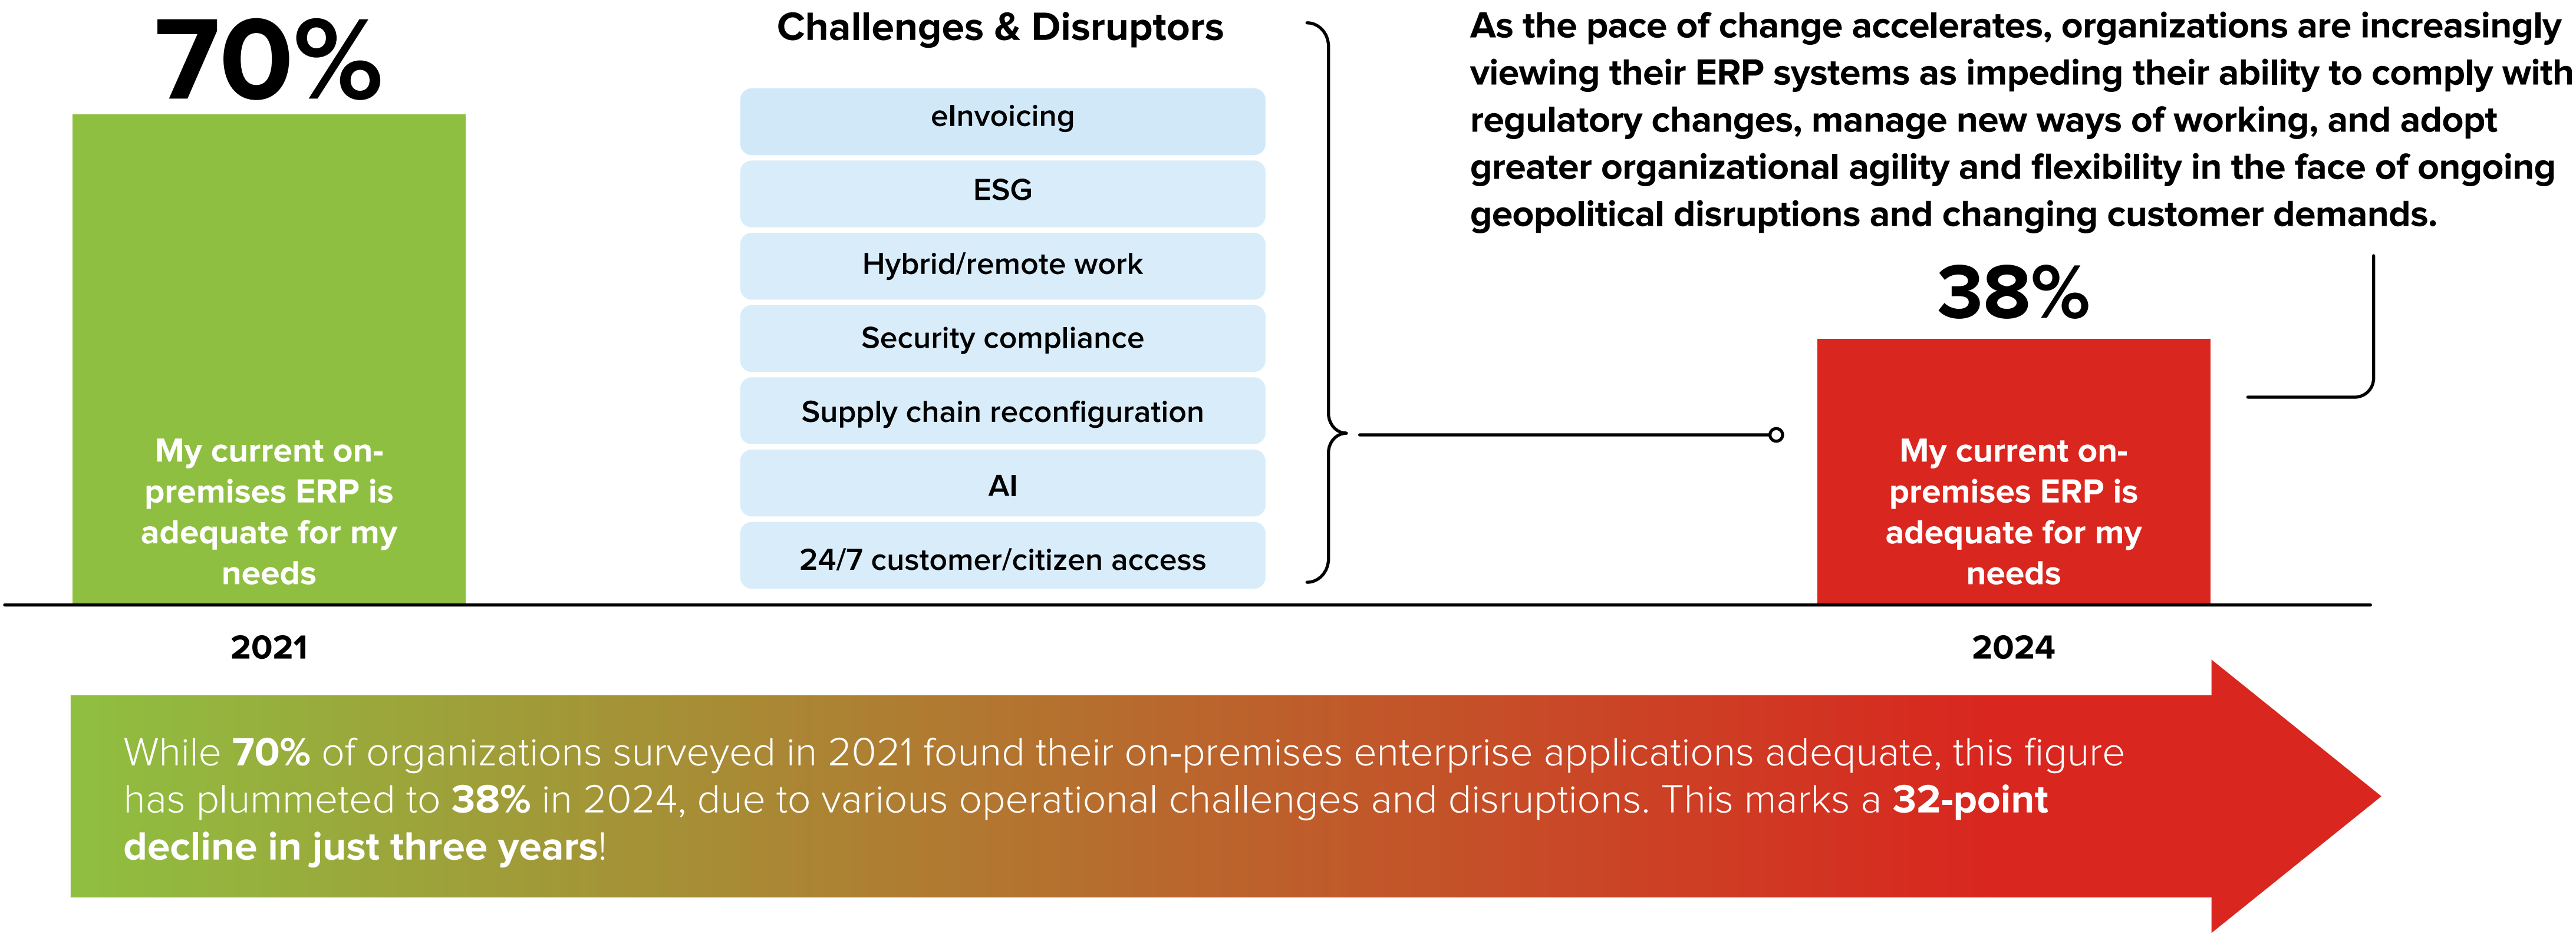 70%
My current on-
premises ERP is
adequate for my
needs
2021
Challenges & Disruptors
eInvoicing
ESG
Hybrid/remote work
Security compliance
Supply chain reconfiguration
AI
24/7 customer/citizen access
As the pace of change accelerates, organizations are increasingly
viewing their ERP systems as impeding their ability to comply with
regulatory changes, manage new ways of working, and adopt
greater organizational agility and flexibility in the face of ongoing
geopolitical disruptions and changing customer demands.
38%
My current on-
premises ERP is
adequate for my
needs
2024
While 70% of organizations surveyed in 2021 found their on-premises enterprise applications adequate, this figure
has plummeted to 38% in 2024, due to various operational challenges and disruptions. This marks a 32-point
decline in just three years!